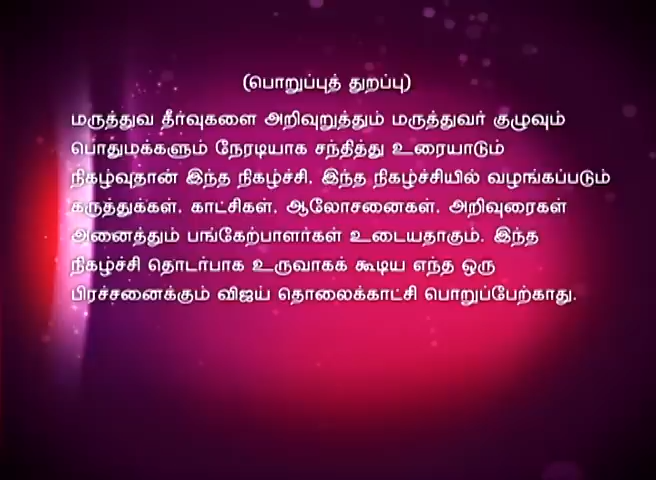 (பொறுப்புத் துறப்பு)
மருத்துவ தீர்வுகளை அறிவுறுத்தும் மருத்துவர் குழுவும்
பொதுமக்களும் நேரடியாக சந்தித்து உரையாடும்
நிகழ்வுதான் இந்த நிகழ்ச்சி. இந்த நிகழ்ச்சியில் வழங்கப்படும்
கருத்துக்கள், காட்சிகள், ஆலோசனைகள், அறிவுரைகள்
அனைத்தும் பங்கேற்பாளர்கள் உடையதாகும். இந்த
நிகழ்ச்சி தொடர்பாக உருவாகக் கூடிய எந்த ஒரு
பிரச்சனைக்கும் விஜய் தொலைக்காட்சி பொறுப்பேற்காது.